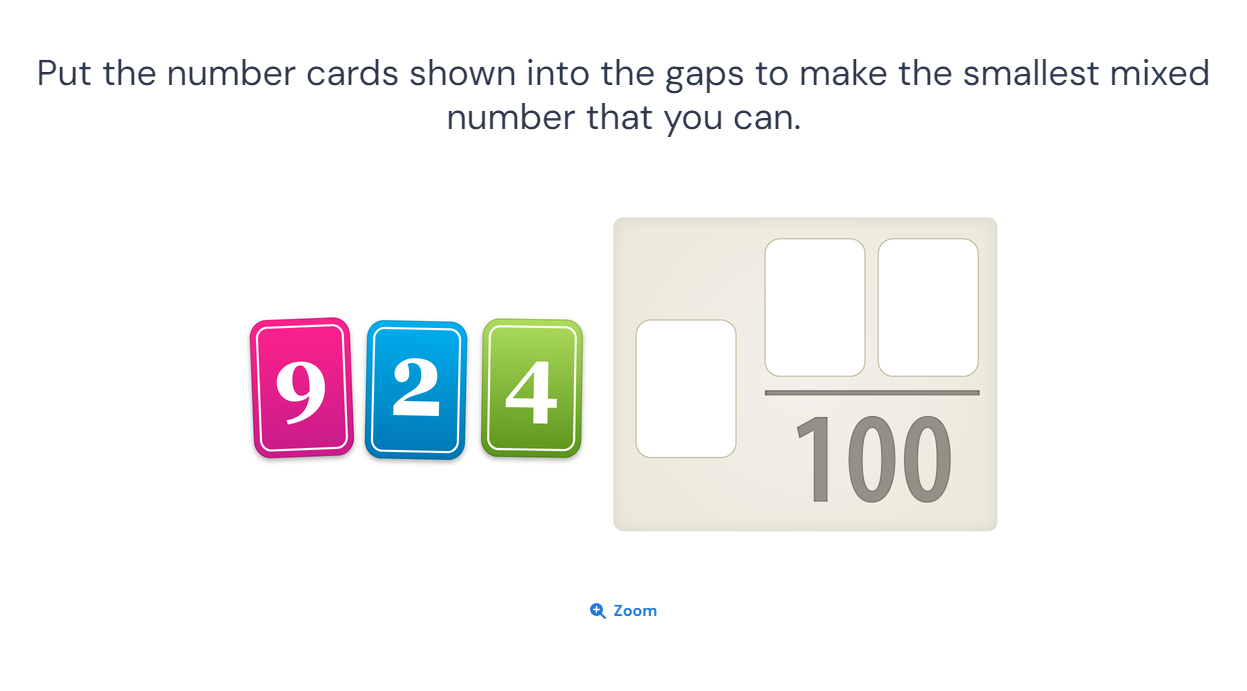 Put the number cards shown into the gaps to make the smallest mixed
number that you can.
9 2 4
100
Zoom